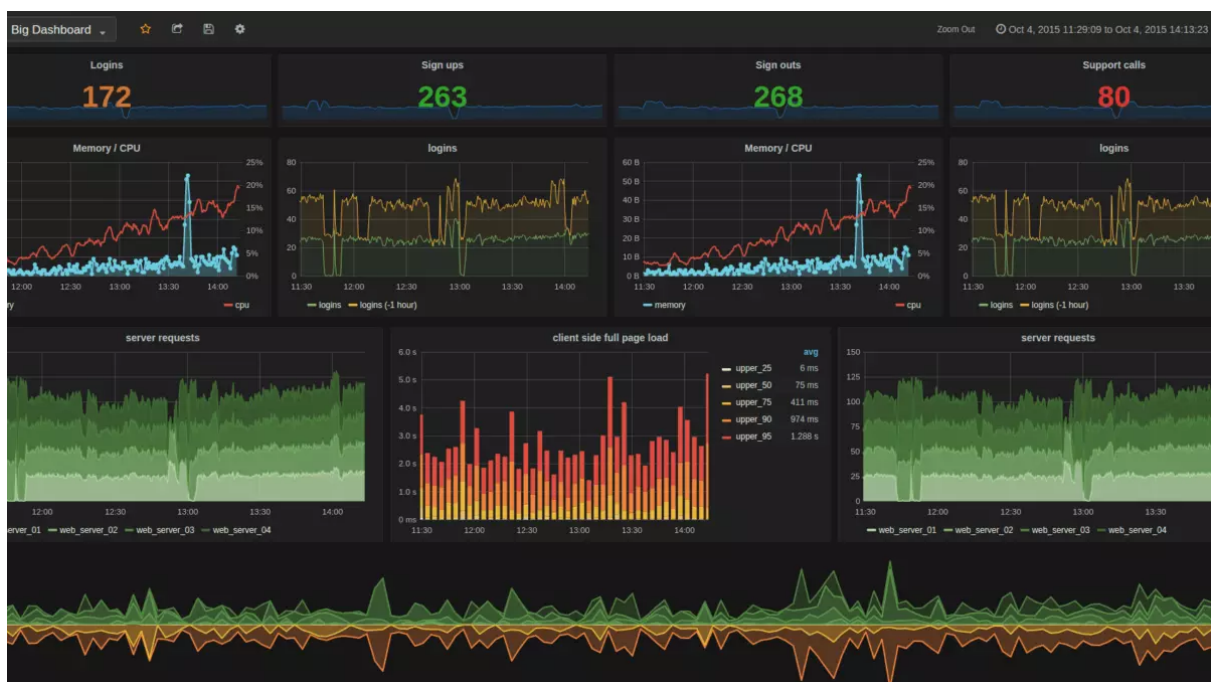 Big Dashboard
Zoom Out Oct 4, 2015 11:29:09 to Oct 4, 2015 14:13:23
Logins
172
Sign ups
263
Sign outs
268
Support calls
80
Memory / CPU
25%
20%
15%
10%
5%
0%
12:00 12:30 13:00 13:30 14:00
ry cpu
logins
80
60
40
20
0
11:30 12:00 12:30 13:00 13:30 14:00
logins logins (-1 hour)
Memory / CPU
60 B 25%
50 B 20%
40 B 15%
30 B 10%
20 B 5%
10 B 0%
0 B
11:30 12:00 12:30 13:00 13:30 14:00
memory cpu
logins
80
60
40
20
0
11:30 12:00 12:30 13:00 13:30
logins logins (-1 hour)
server requests
12:00 12:30 13:00 13:30 14:00
erver_01 web_server_02 web_server_03 web_server_04
client side full page load
6.0 s
5.0 s
4.0 s
3.0 s
2.0 s
1.0 s
0 ms
11:30 12:00 12:30 13:00 13:30 14:00
avg
upper_25 6 ms
upper_50 75 ms
upper_75 411 ms
upper_90 974 ms
upper_95 1.288 s
server requests
150
125
100
75
50
25
0
11:30 12:00 12:30 13:00 13:30
web_server_01 web_server_02 web_server_03 web_server_04